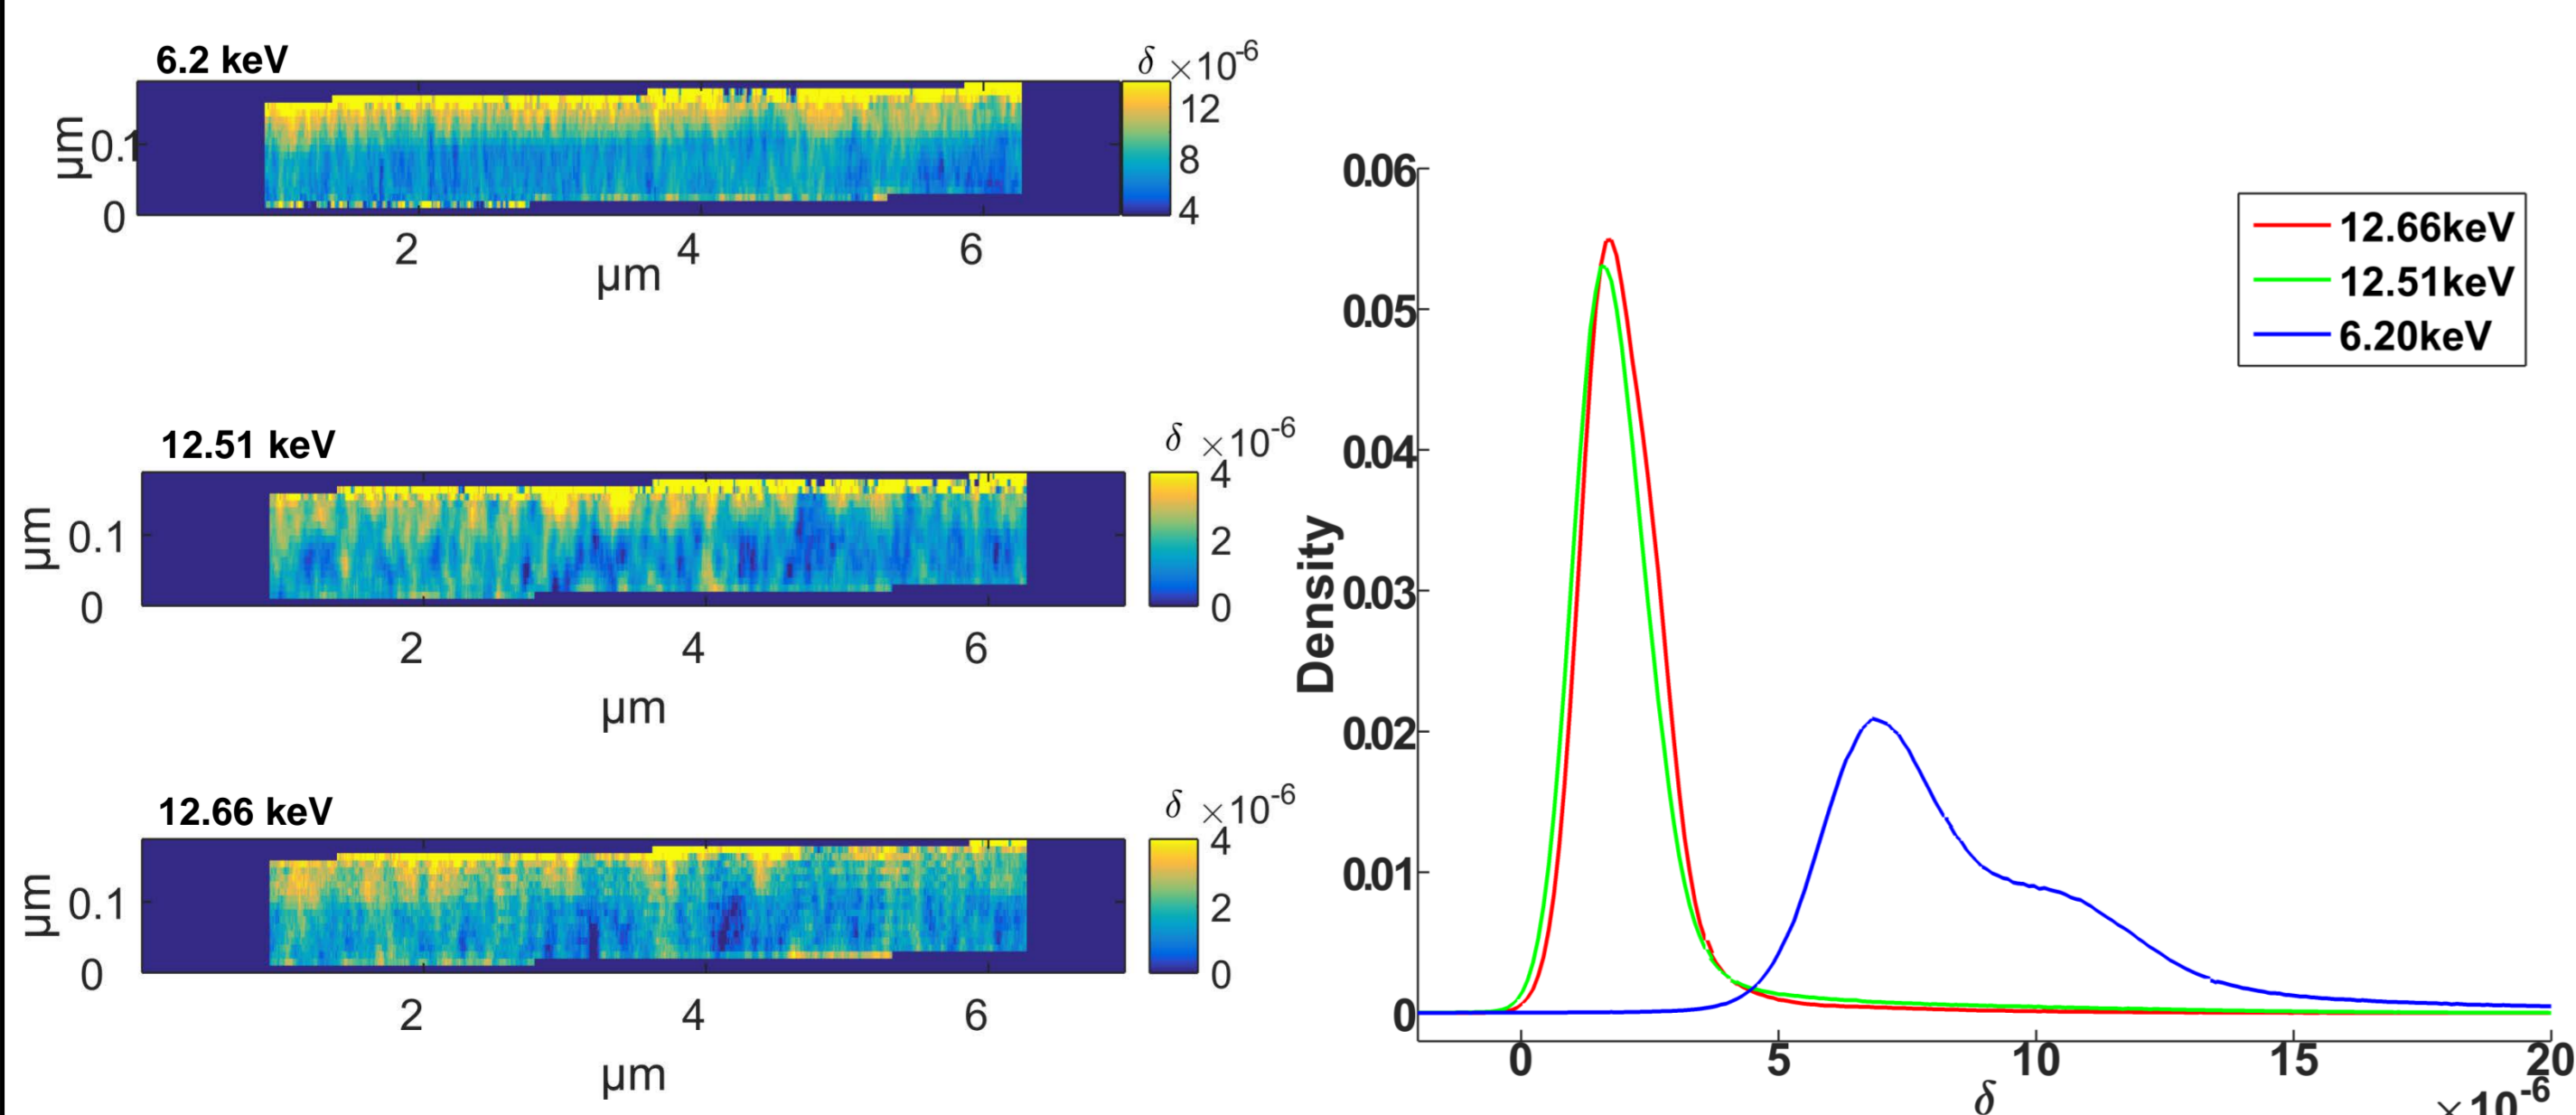 6.2 keV
δ ×10-6
12
8
4
µm
0.1
0
2
4
6
µm
12.51 keV
δ ×10-6
4
2
0
µm
0.1
0
2
4
6
µm
12.66 keV
δ ×10-6
4
2
0
µm
0.1
0
2
4
6
µm
0.06
0.05
0.04
0.03
0.02
0.01
0
Density
12.66keV
12.51keV
6.20keV
0
5
10
15
20
δ
×10-6